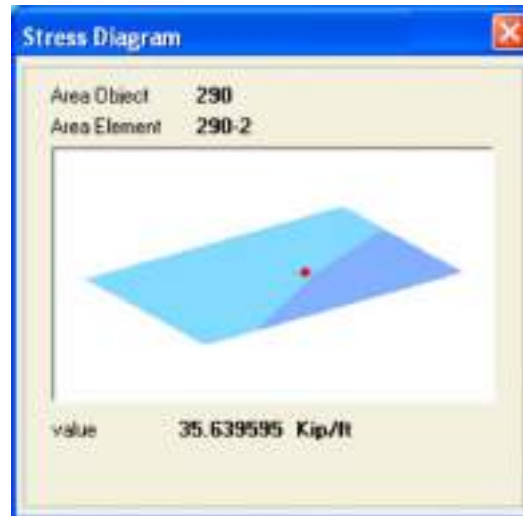 Stress Diagram
Area Object 290
Area Element 290-2
value 35.639595 Kip/ft